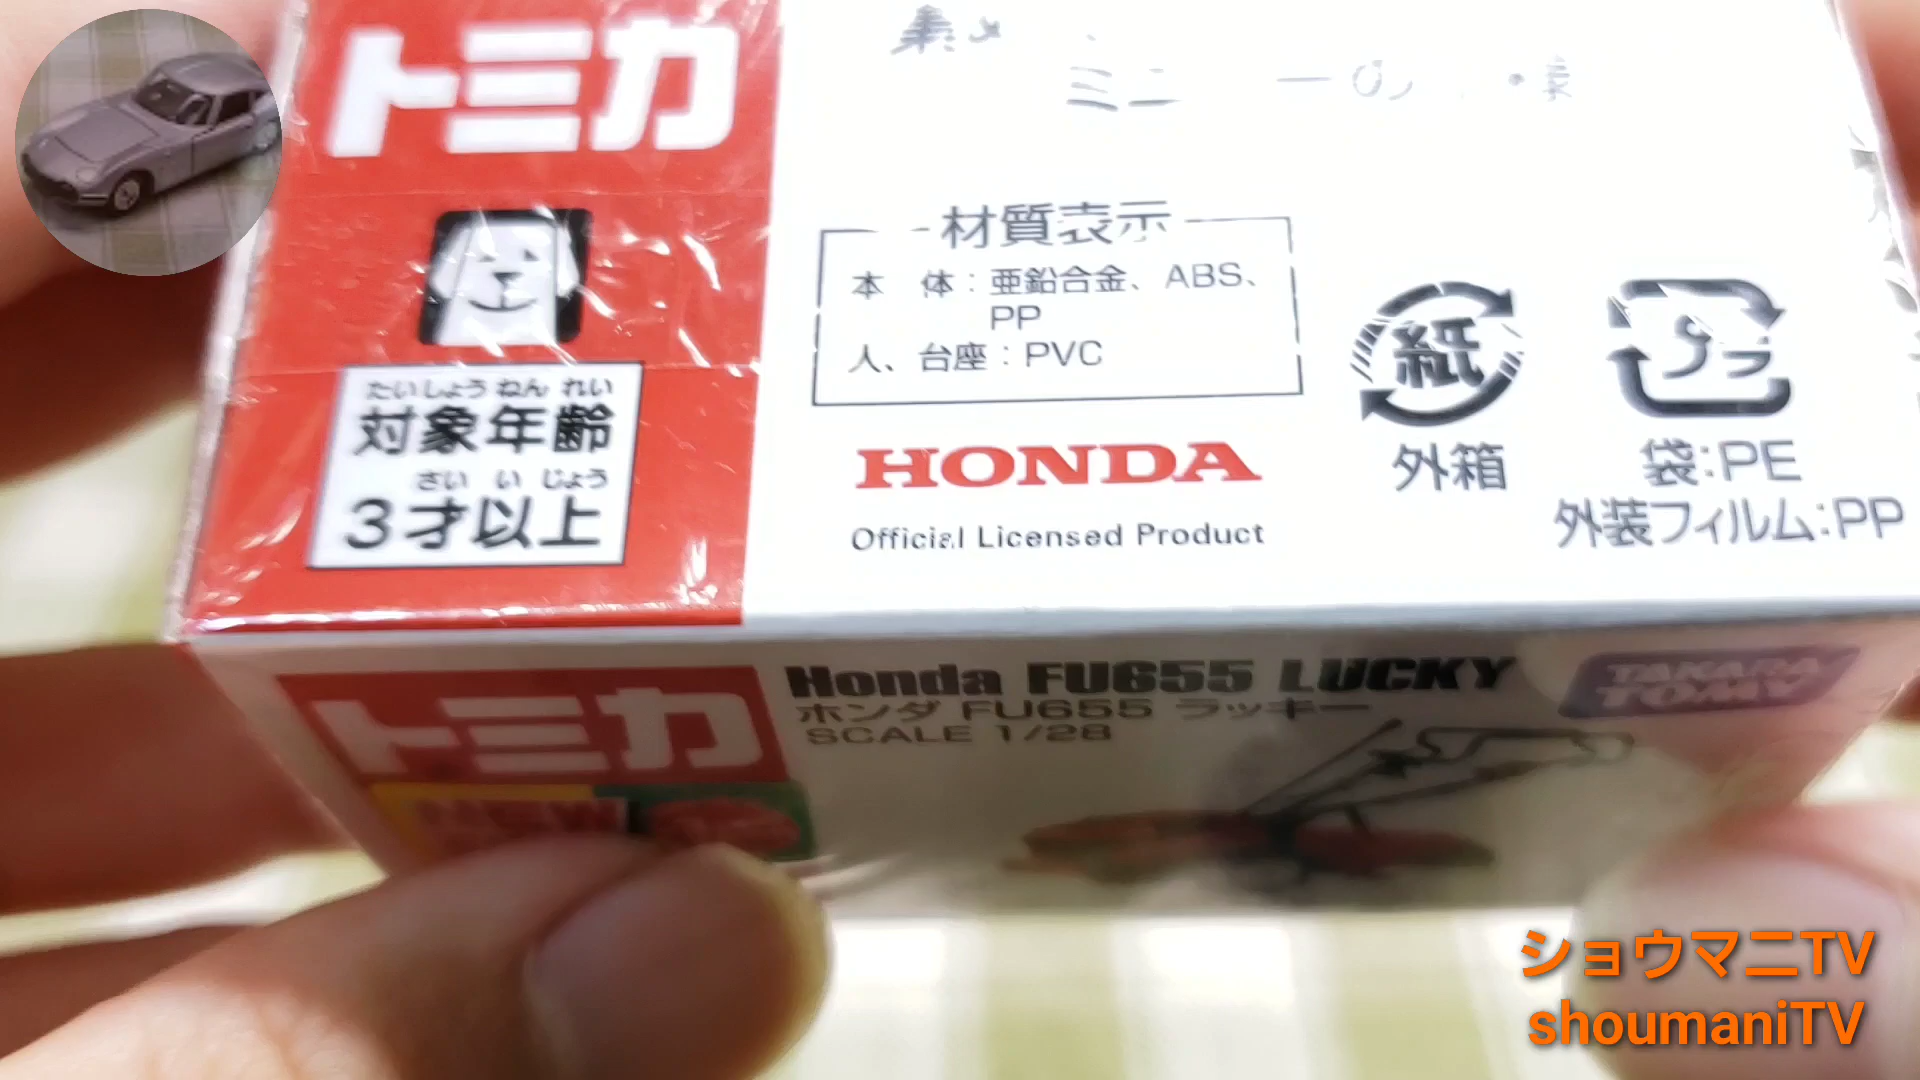 トミカ
材質表示
本 体：亜鉛合金、ABS、
PP
人、台座：PVC
紙
プラ
外箱
袋：PE
外装フィルム：PP
たいしょうねんれい
対象年齢
さいいじょう
3才以上
HONDA
Official Licensed Product
トミカ
Honda FU655 LUCKY
ホンダ FU655 ラッキー
SCALE 1/28
TAKARA
TOMY
NEW
ショウマニTV
shoumaniTV